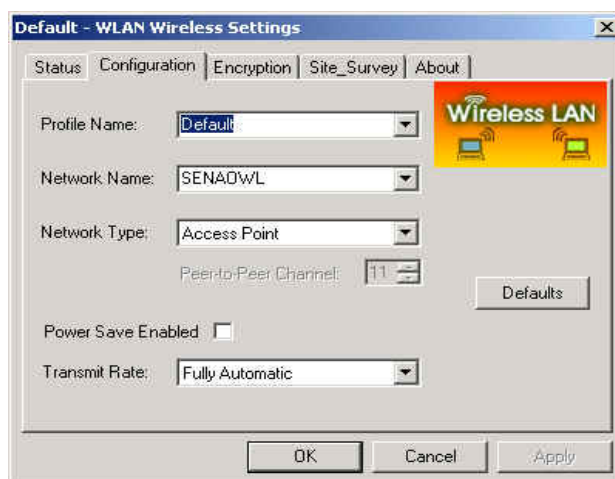 Default - WLAN Wireless Settings
Status Configuration Encryption Site_Survey About
Wireless LAN
Profile Name: Default
Network Name: SENAOWL
Network Type: Access Point
Peer-to-Peer Channel: 11
Defaults
Power Save Enabled
Transmit Rate: Fully Automatic
OK Cancel Apply